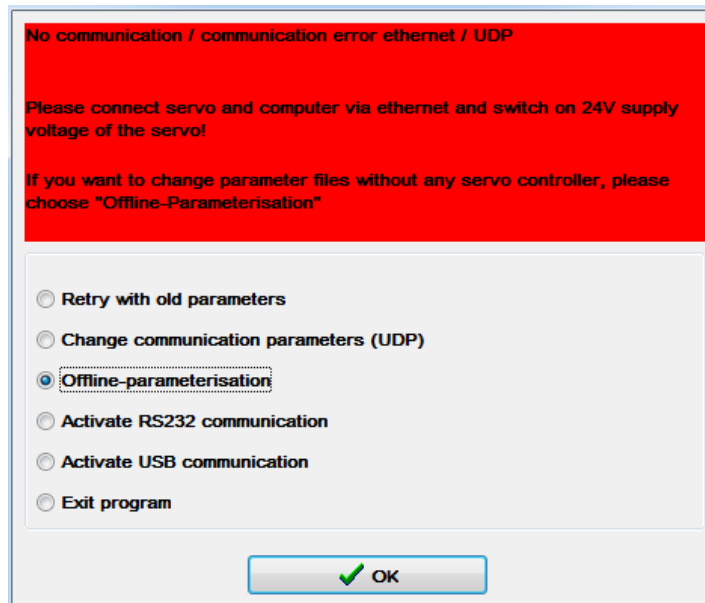 No communication / communication error ethernet / UDP
Please connect servo and computer via ethernet and switch on 24V supply
voltage of the servo!
If you want to change parameter files without any servo controller, please
choose "Offline-Parameterisation"
Retry with old parameters
Change communication parameters (UDP)
Offline-parameterisation
Activate RS232 communication
Activate USB communication
Exit program
OK